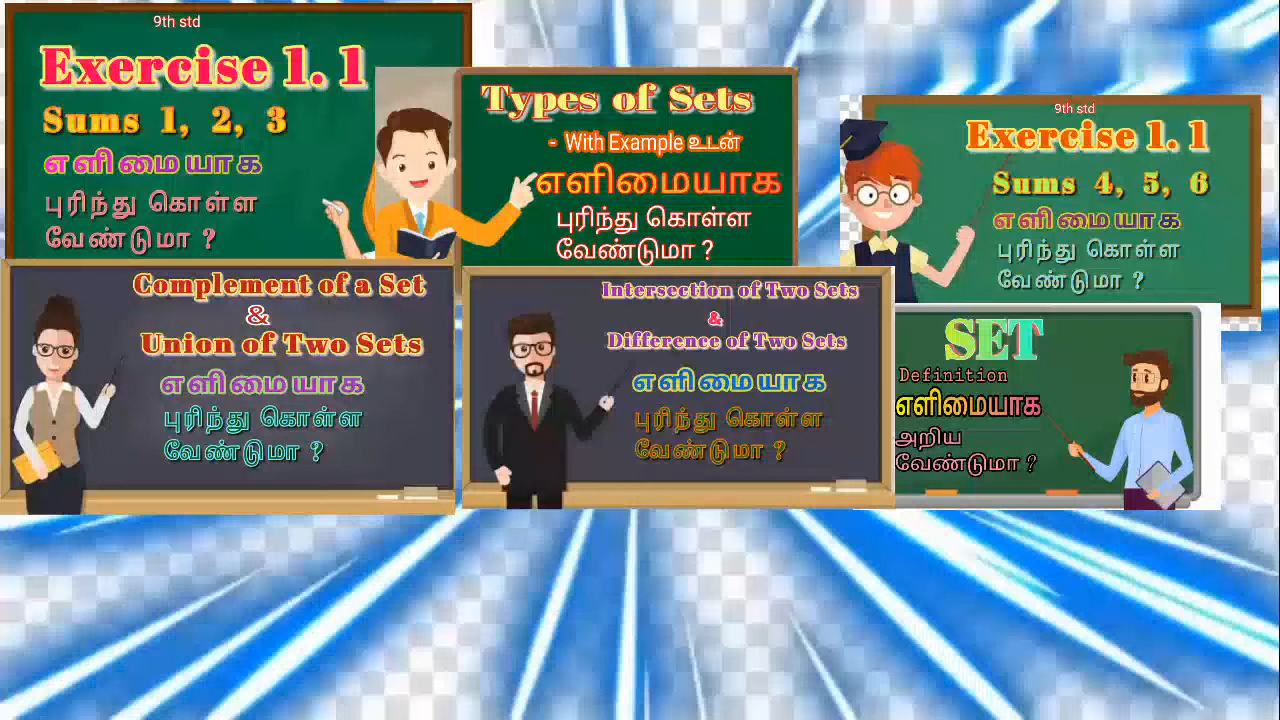 9th std
Exercise 1. 1
Sums 1, 2, 3
எளிமையாக
புரிந்து கொள்ள
வேண்டுமா ?
Types of Sets
- With Example உடன்
எளிமையாக
புரிந்து கொள்ள
வேண்டுமா ?
9th std
Exercise 1. 1
Sums 4, 5, 6
எளிமையாக
புரிந்து கொள்ள
வேண்டுமா ?
Complement of a Set
&
Union of Two Sets
எளிமையாக
புரிந்து கொள்ள
வேண்டுமா ?
Intersection of Two Sets
&
Difference of Two Sets
எளிமையாக
புரிந்து கொள்ள
வேண்டுமா ?
SET
Definition
எளிமையாக
அறிய
வேண்டுமா ?